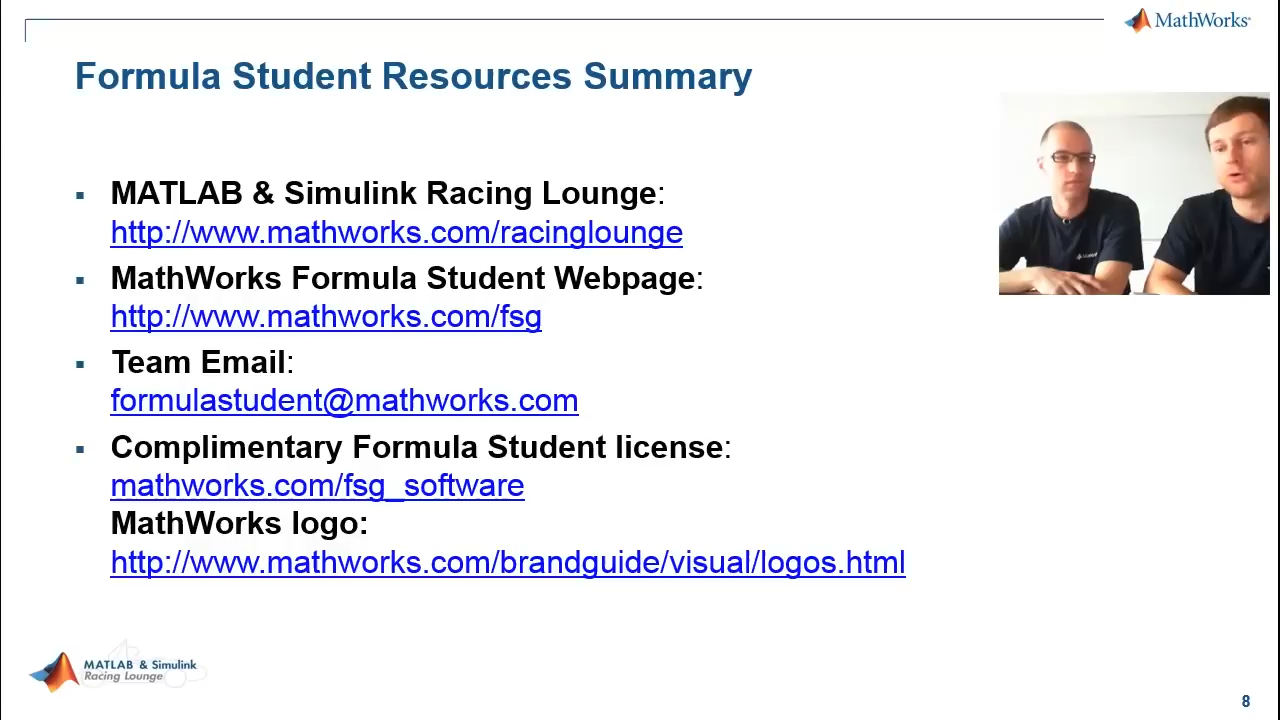 MathWorks
Formula Student Resources Summary
▪ MATLAB & Simulink Racing Lounge:
http://www.mathworks.com/racinglounge
▪ MathWorks Formula Student Webpage:
http://www.mathworks.com/fsg
▪ Team Email:
formulastudent@mathworks.com
▪ Complimentary Formula Student license:
mathworks.com/fsg_software
MathWorks logo:
http://www.mathworks.com/brandguide/visual/logos.html
MATLAB & Simulink
Racing Lounge
8